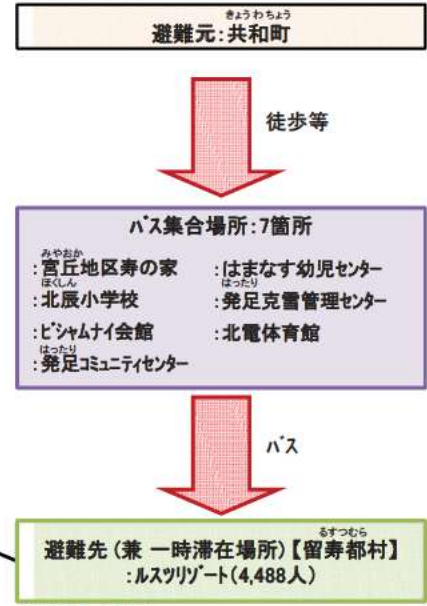 きょうわちょう
避難元:共和町
徒歩等
バス集合場所:7箇所
みやおか
:宮丘地区寿の家 :はまなす幼児センター
ほくしん はったり
:北辰小学校 :発足克雪管理センター
:ビシャムナイ会館 :北電体育館
はったり
:発足コミュニティセンター
バス
るすつむら
避難先(兼 一時滞在場所)【留寿都村】
:ルスツリゾート(4,488人)